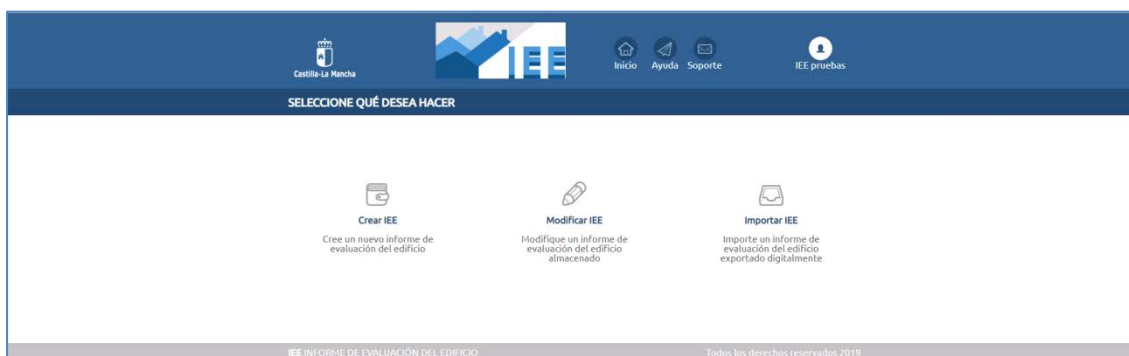 Castilla-La Mancha
IEE
Inicio Ayuda Soporte
IEE pruebas
SELECCIONE QUÉ DESEA HACER
Crear IEE
Cree un nuevo informe de
evaluación del edificio
Modificar IEE
Modifique un informe de
evaluación del edificio
almacenado
Importar IEE
Importe un informe de
evaluación del edificio
exportado digitalmente
IEE INFORME DE EVALUACIÓN DEL EDIFICIO
Todos los derechos reservados 2019